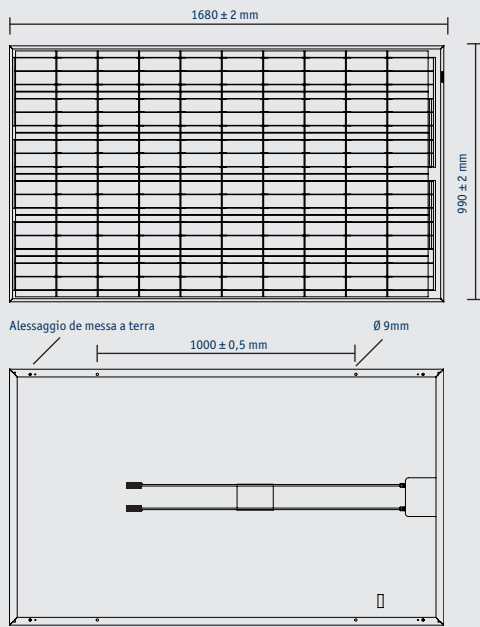 1680 ± 2 mm
990 ± 2 mm
Alessaggio de messa a terra
1000 ± 0,5 mm
Ø 9mm